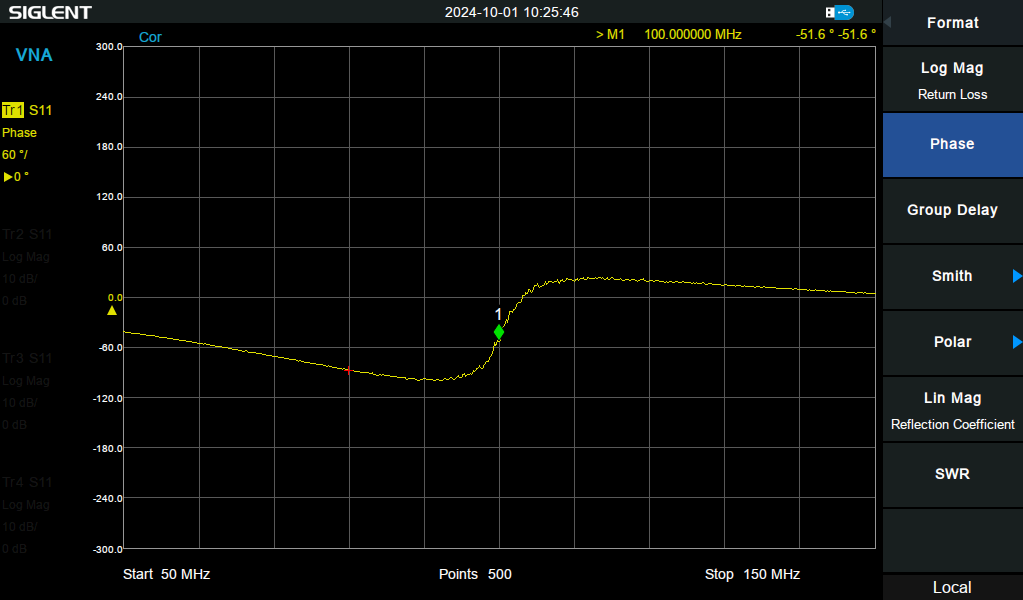 SIGLENT
2024-10-01 10:25:46
VNA
Cor
> M1 100.000000 MHz -51.6 ° -51.6 °
Tr1 S11
Phase
60 °/
▶0 °
Tr2 S11
Log Mag
10 dB/
0 dB
Tr3 S11
Log Mag
10 dB/
0 dB
Tr4 S11
Log Mag
10 dB/
0 dB
300.0
240.0
180.0
120.0
60.0
0.0
-60.0
-120.0
-180.0
-240.0
-300.0
1
Start 50 MHz Points 500 Stop 150 MHz
Format
Log Mag
Return Loss
Phase
Group Delay
Smith
Polar
Lin Mag
Reflection Coefficient
SWR
Local